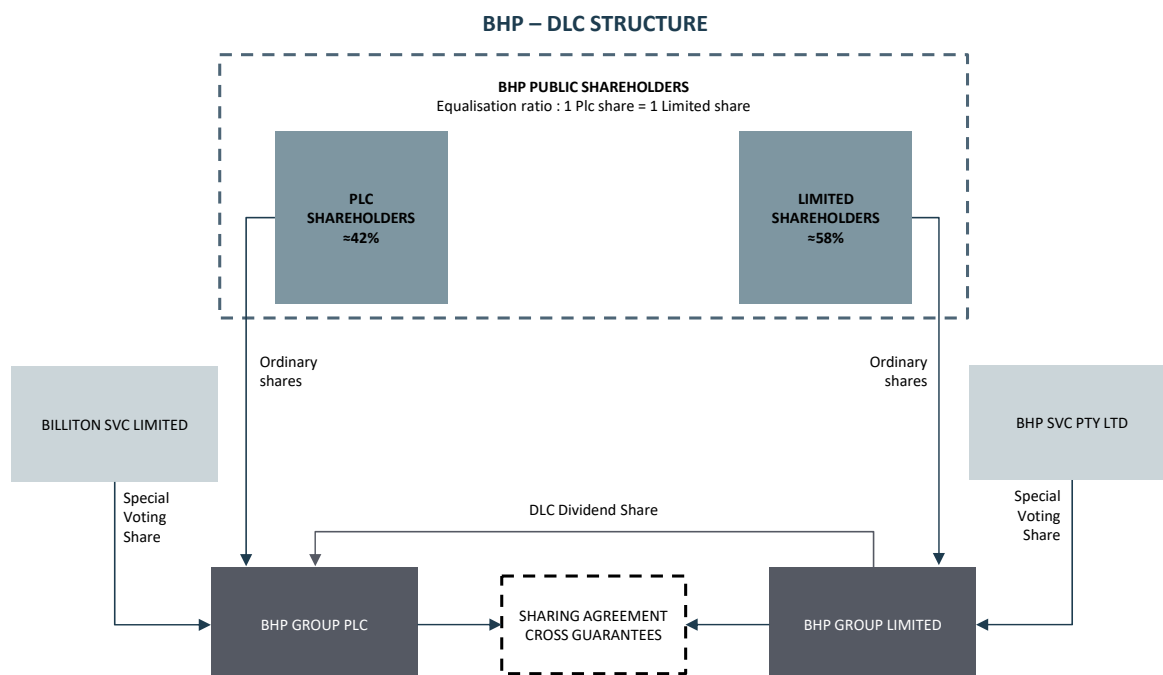 BHP – DLC STRUCTURE
BHP PUBLIC SHAREHOLDERS
Equalisation ratio : 1 Plc share = 1 Limited share
PLC
SHAREHOLDERS
≈42%
LIMITED
SHAREHOLDERS
≈58%
Ordinary
shares
Ordinary
shares
BILLITON SVC LIMITED
BHP SVC PTY LTD
Special
Voting
Share
DLC Dividend Share
Special
Voting
Share
BHP GROUP PLC
SHARING AGREEMENT
CROSS GUARANTEES
BHP GROUP LIMITED